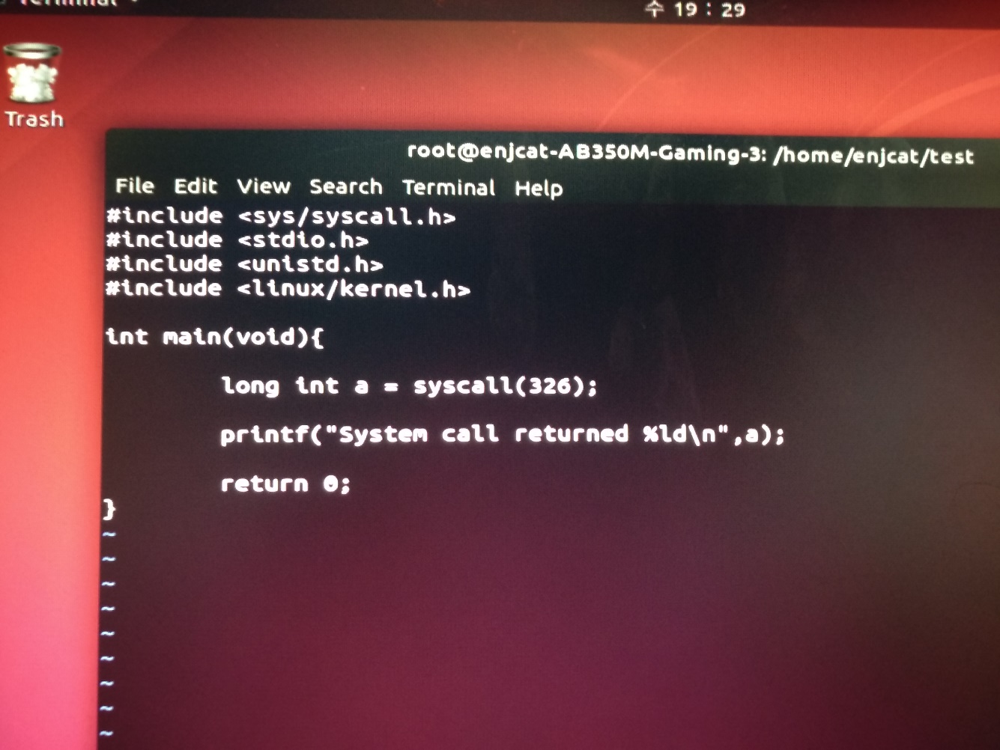 Terminal
수 19 : 29
Trash
root@enjcat-AB350M-Gaming-3: /home/enjcat/test
File Edit View Search Terminal Help
#include <sys/syscall.h>
#include <stdio.h>
#include <unistd.h>
#include <linux/kernel.h>
int main(void){
long int a = syscall(326);
printf("System call returned %ld\n",a);
return 0;
}
~
~
~
~
~
~
~
~
~